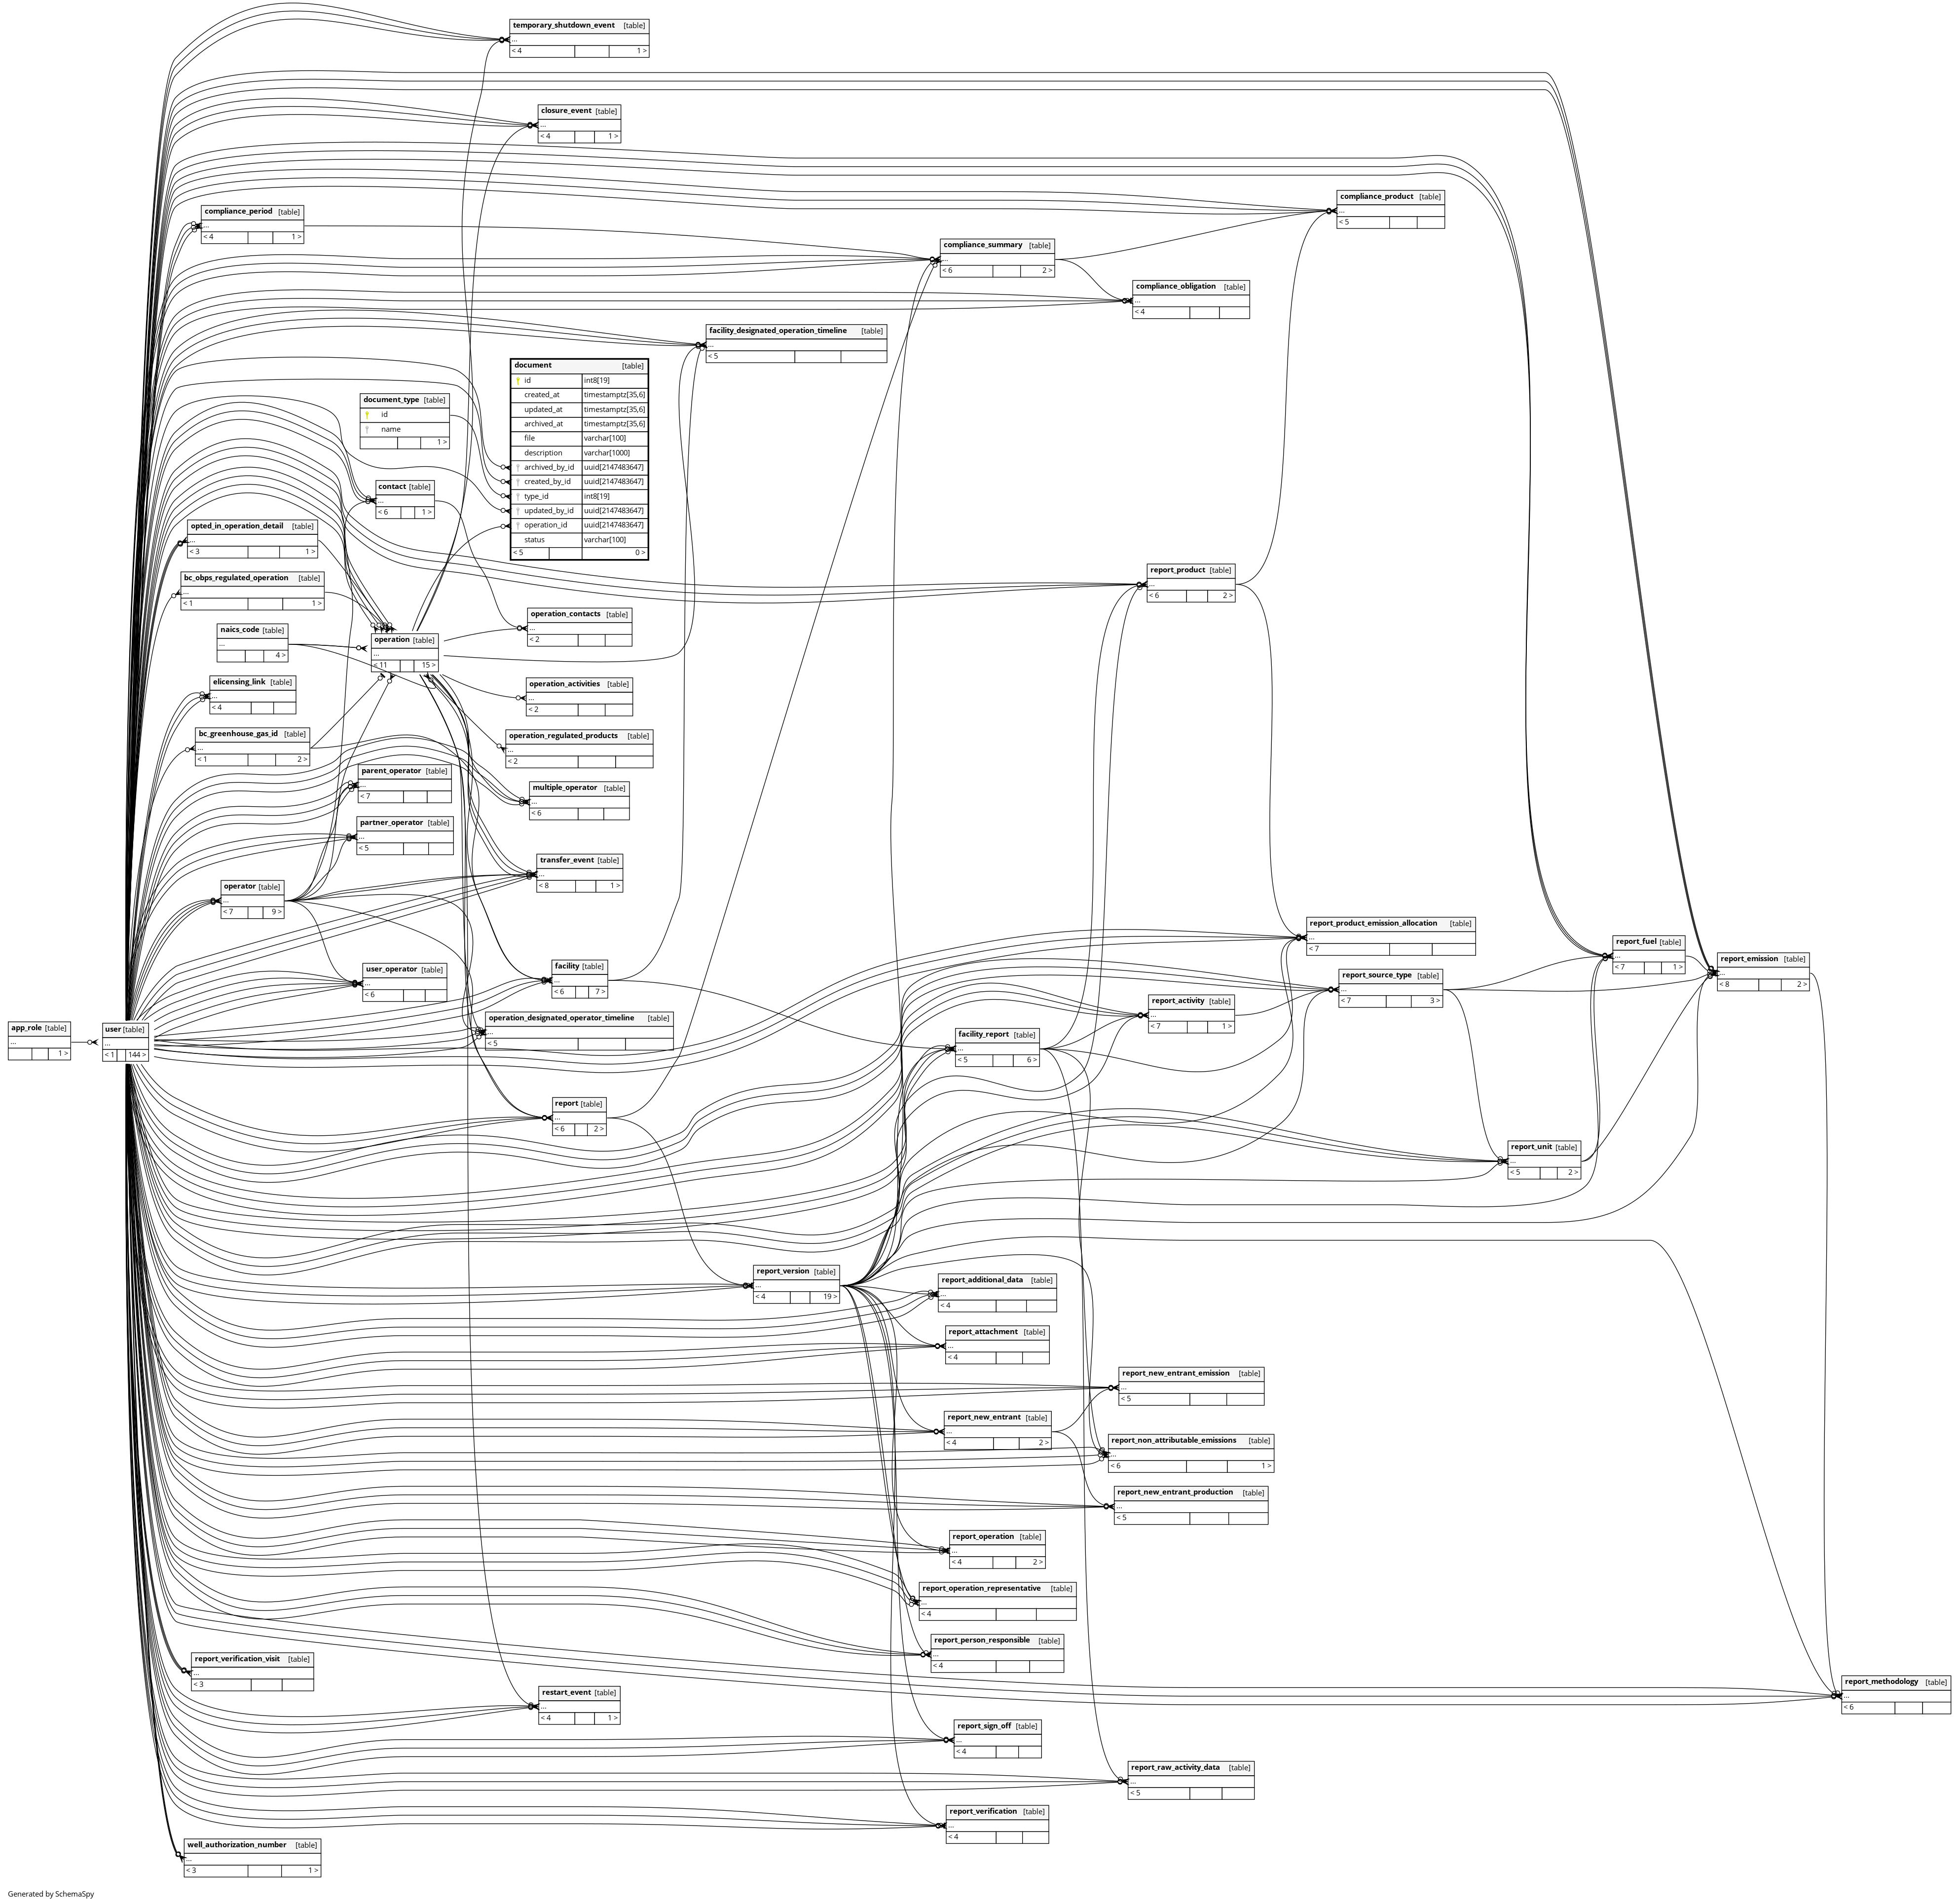 temporary_shutdown_event [table]
...
< 4 1 >
closure_event [table]
...
< 4 1 >
compliance_product [table]
...
< 5
compliance_period [table]
...
< 4 1 >
compliance_summary [table]
...
< 6 2 >
compliance_obligation [table]
...
< 4
facility_designated_operation_timeline [table]
...
< 5
document [table]
id int8[19]
created_at timestamptz[35,6]
updated_at timestamptz[35,6]
archived_at timestamptz[35,6]
file varchar[100]
description varchar[1000]
archived_by_id uuid[2147483647]
created_by_id uuid[2147483647]
type_id int8[19]
updated_by_id uuid[2147483647]
operation_id uuid[2147483647]
status varchar[100]
< 5 0 >
document_type [table]
id
name
1 >
contact [table]
...
< 6 1 >
opted_in_operation_detail [table]
...
< 3 1 >
bc_obps_regulated_operation [table]
...
< 1 1 >
report_product [table]
...
< 6 2 >
operation_contacts [table]
...
< 2
naics_code [table]
...
4 >
operation [table]
...
< 11 15 >
elicensing_link [table]
...
< 4
operation_activities [table]
...
< 2
bc_greenhouse_gas_id [table]
...
< 1 2 >
operation_regulated_products [table]
...
< 2
parent_operator [table]
...
< 7
multiple_operator [table]
...
< 6
partner_operator [table]
...
< 5
transfer_event [table]
...
< 8 1 >
operator [table]
...
< 7 9 >
report_product_emission_allocation [table]
...
< 7
report_fuel [table]
...
< 7 1 >
report_emission [table]
...
< 8 2 >
user_operator [table]
...
< 6
facility [table]
...
< 6 7 >
report_source_type [table]
...
< 7 3 >
report_activity [table]
...
< 7 1 >
operation_designated_operator_timeline [table]
...
< 5
app_role [table]
...
1 >
user [table]
...
< 1 144 >
facility_report [table]
...
< 5 6 >
report [table]
...
< 6 2 >
report_unit [table]
...
< 5 2 >
report_version [table]
...
< 4 19 >
report_additional_data [table]
...
< 4
report_attachment [table]
...
< 4
report_new_entrant_emission [table]
...
< 5
report_new_entrant [table]
...
< 4 2 >
report_non_attributable_emissions [table]
...
< 6 1 >
report_new_entrant_production [table]
...
< 5
report_operation [table]
...
< 4 2 >
report_operation_representative [table]
...
< 4
report_person_responsible [table]
...
< 4
report_verification_visit [table]
...
< 3
report_methodology [table]
...
< 6
restart_event [table]
...
< 4 1 >
report_sign_off [table]
...
< 4
report_raw_activity_data [table]
...
< 5
report_verification [table]
...
< 4
well_authorization_number [table]
...
< 3 1 >
Generated by SchemaSpy